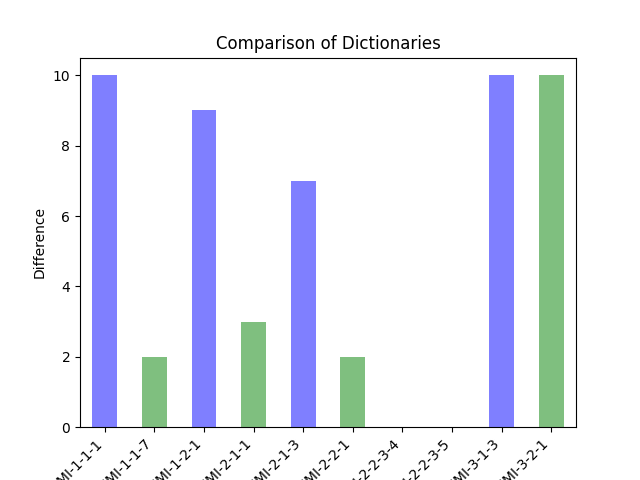 Comparison of Dictionaries
Difference
10
8
6
4
2
0
MI-1-1-1
MI-1-1-7
MI-1-2-1
MI-2-1-1
MI-2-1-3
MI-2-2-1
-2-2-3-4
-2-2-3-5
MI-3-1-3
MI-3-2-1